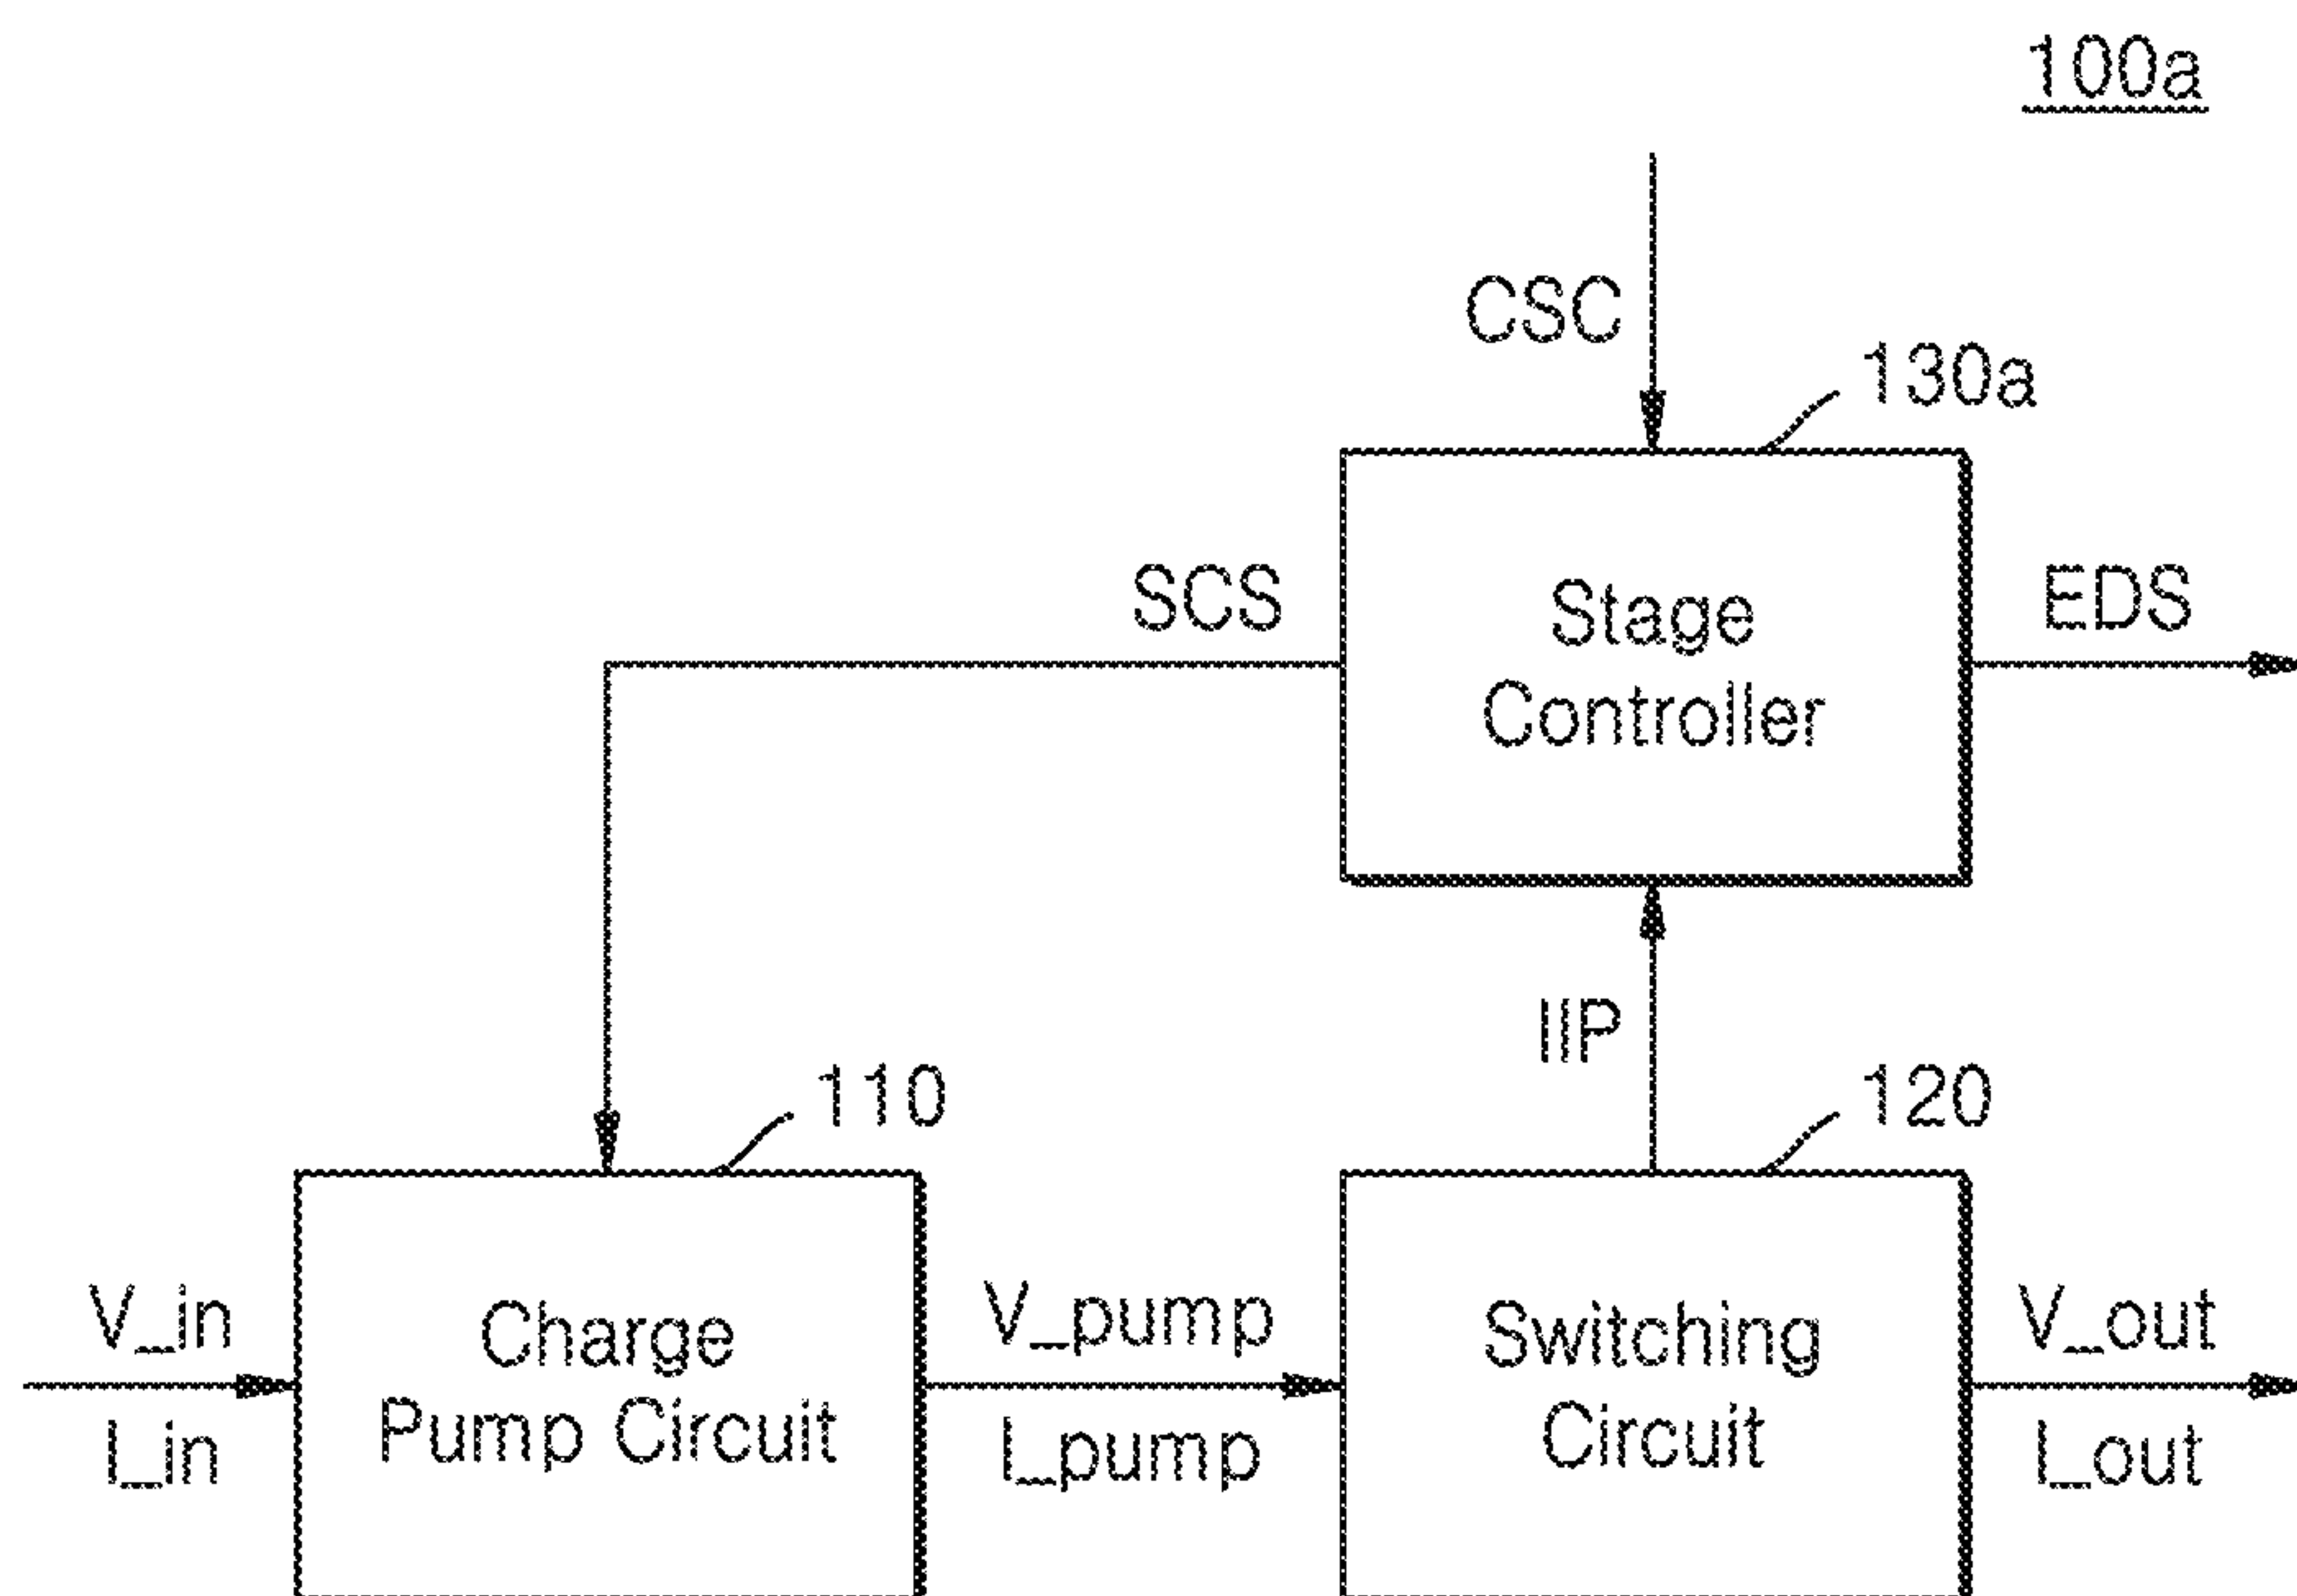 100a
CSC
130a
SCS
Stage
Controller
EDS
IIP
110
120
V_in
I_in
Charge
Pump Circuit
V_pump
I_pump
Switching
Circuit
V_out
I_out